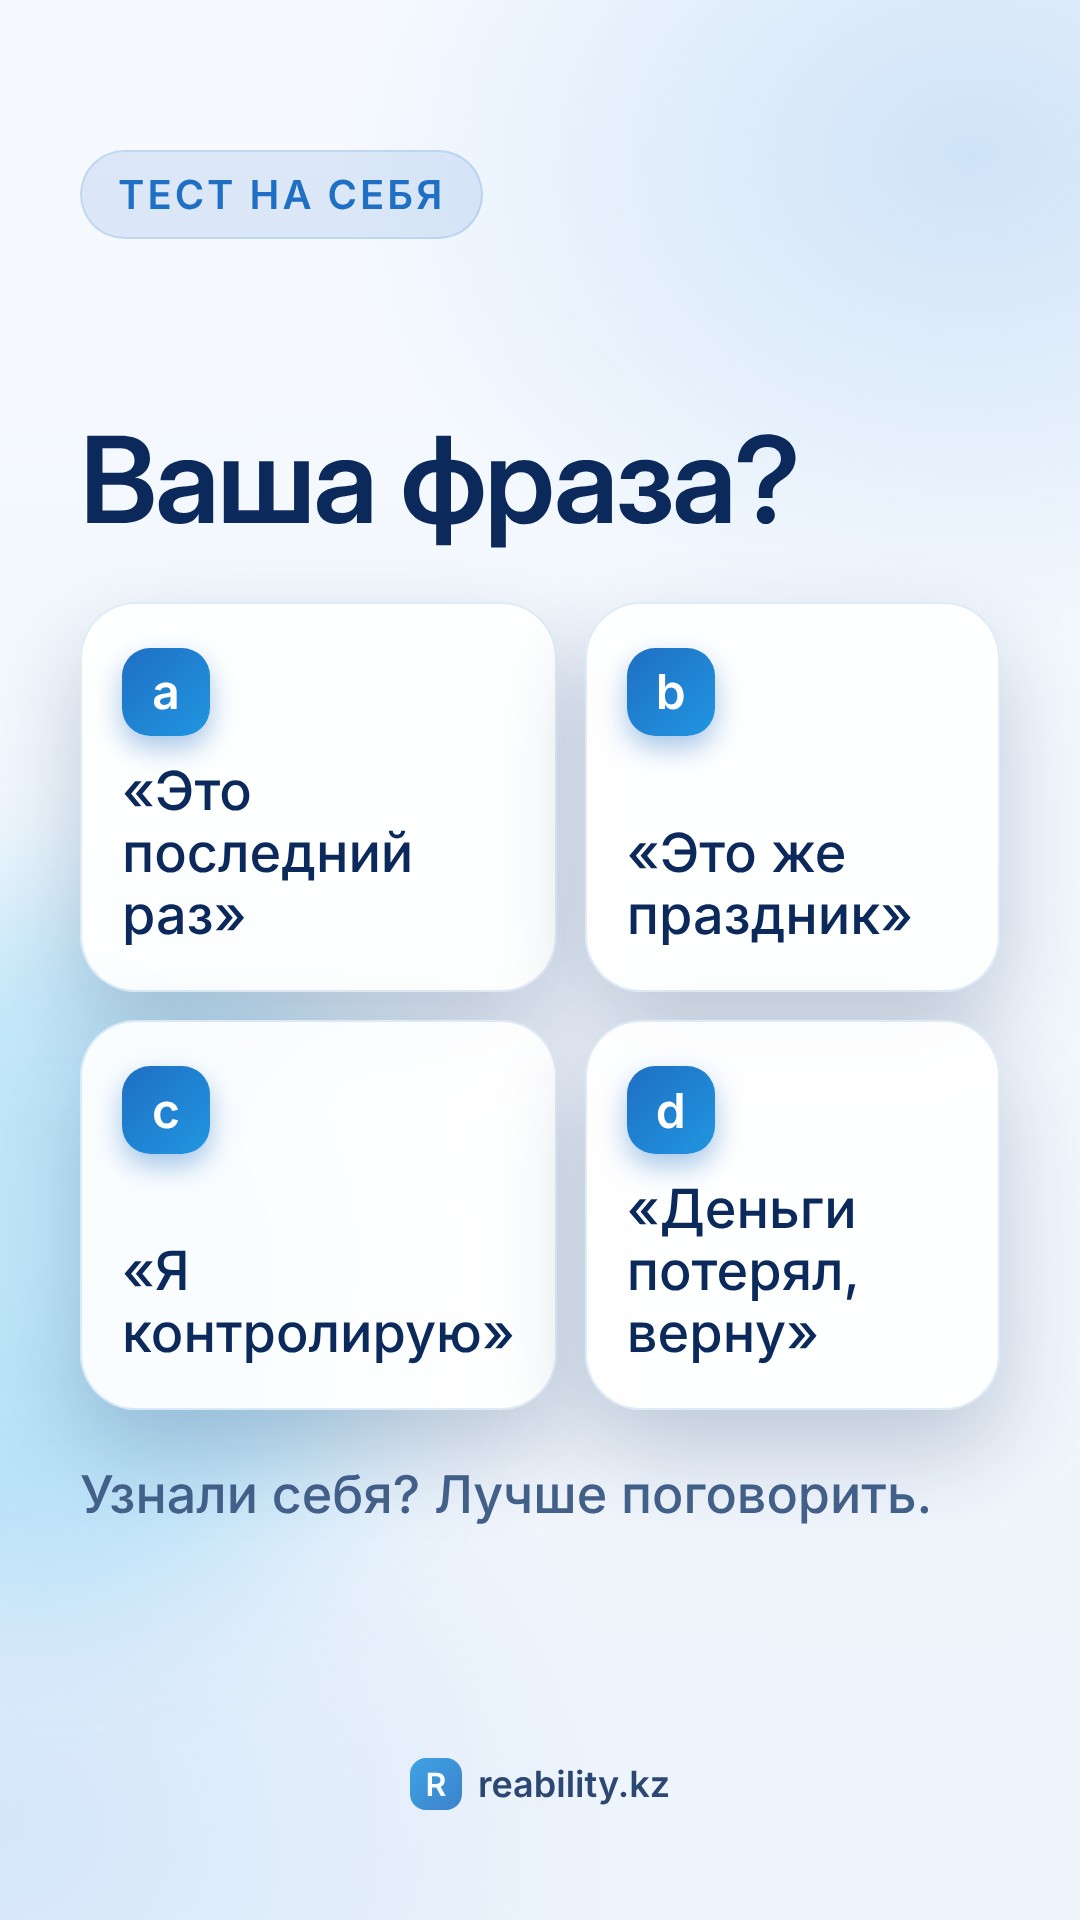 ТЕСТ НА СЕБЯ
Ваша фраза?
a
«Это
последний
раз»
b
«Это же
праздник»
c
«Я
контролирую»
d
«Деньги
потерял,
верну»
Узнали себя? Лучше поговорить.
R reability.kz